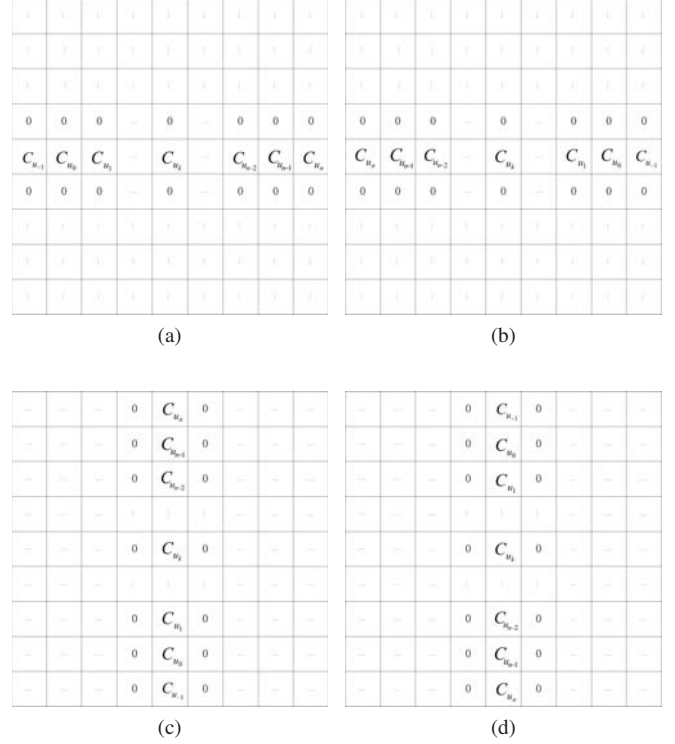 0 0 0 0 0 0 0
C_{u_{-1}} C_{u_0} C_{u_1} C_{u_k} C_{u_{n-2}} C_{u_{n-1}} C_{u_n}
0 0 0 0 0 0 0
(a)
0 0 0 0 0 0 0
C_{u_n} C_{u_{n-1}} C_{u_{n-2}} C_{u_k} C_{u_1} C_{u_0} C_{u_{-1}}
0 0 0 0 0 0 0
(b)
0 C_{u_n} 0
0 C_{u_{n-1}} 0
0 C_{u_{n-2}} 0
0 C_{u_k} 0
0 C_{u_1} 0
0 C_{u_0} 0
0 C_{u_{-1}} 0
(c)
0 C_{u_{-1}} 0
0 C_{u_0} 0
0 C_{u_1} 0
0 C_{u_k} 0
0 C_{u_{n-2}} 0
0 C_{u_{n-1}} 0
0 C_{u_n} 0
(d)